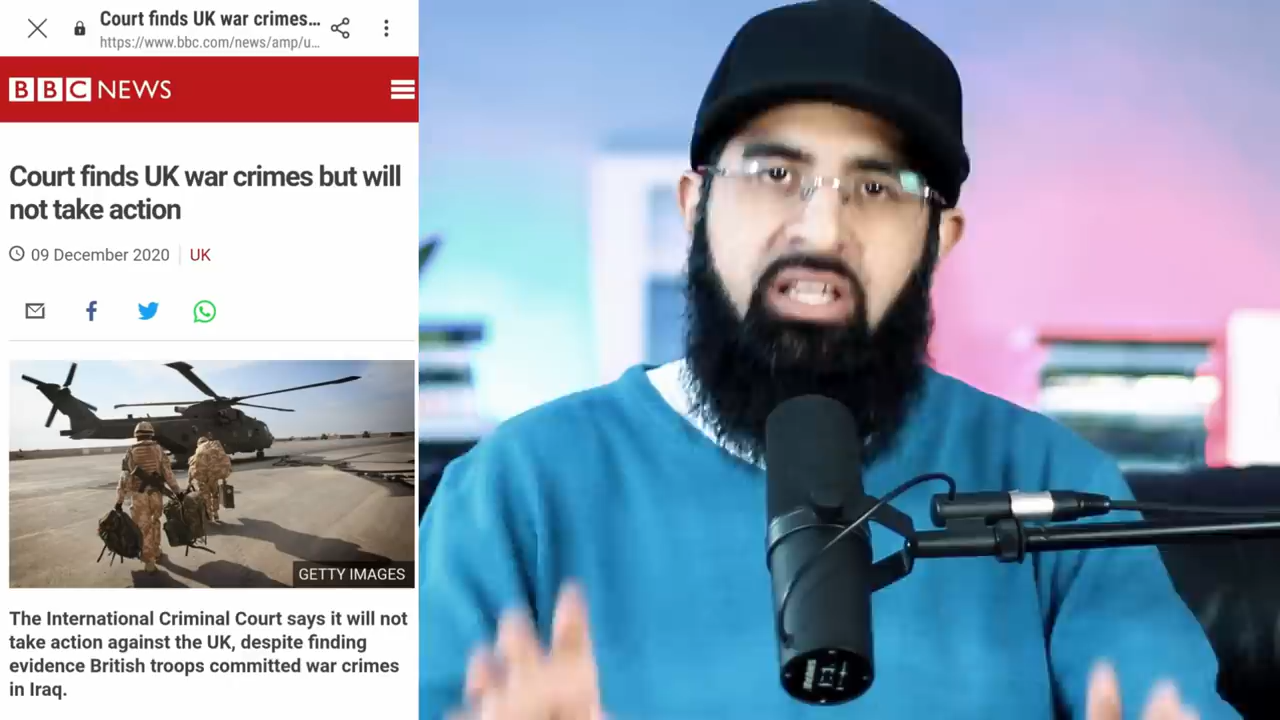 Court finds UK war crimes...
https://www.bbc.com/news/amp/u...
BBC NEWS
Court finds UK war crimes but will
not take action
09 December 2020 UK
GETTY IMAGES
The International Criminal Court says it will not
take action against the UK, despite finding
evidence British troops committed war crimes
in Iraq.